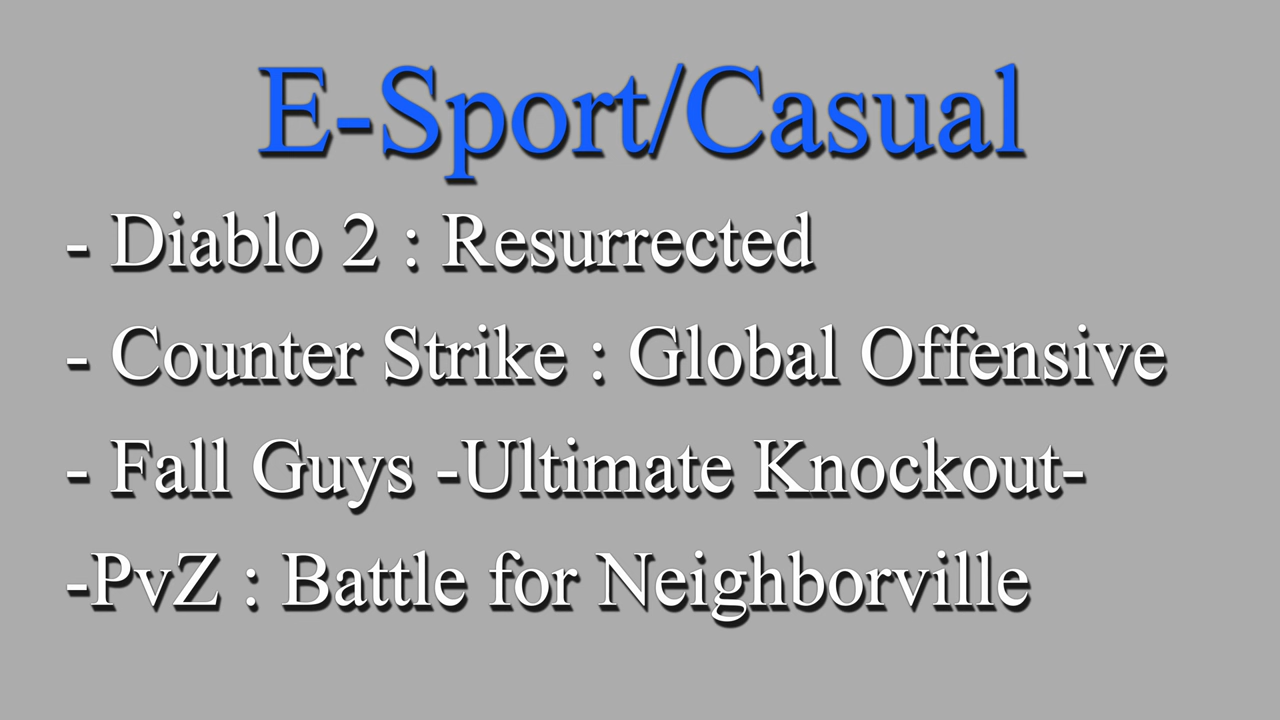 E-Sport/Casual
- Diablo 2 : Resurrected
- Counter Strike : Global Offensive
- Fall Guys -Ultimate Knockout-
-PvZ : Battle for Neighborville